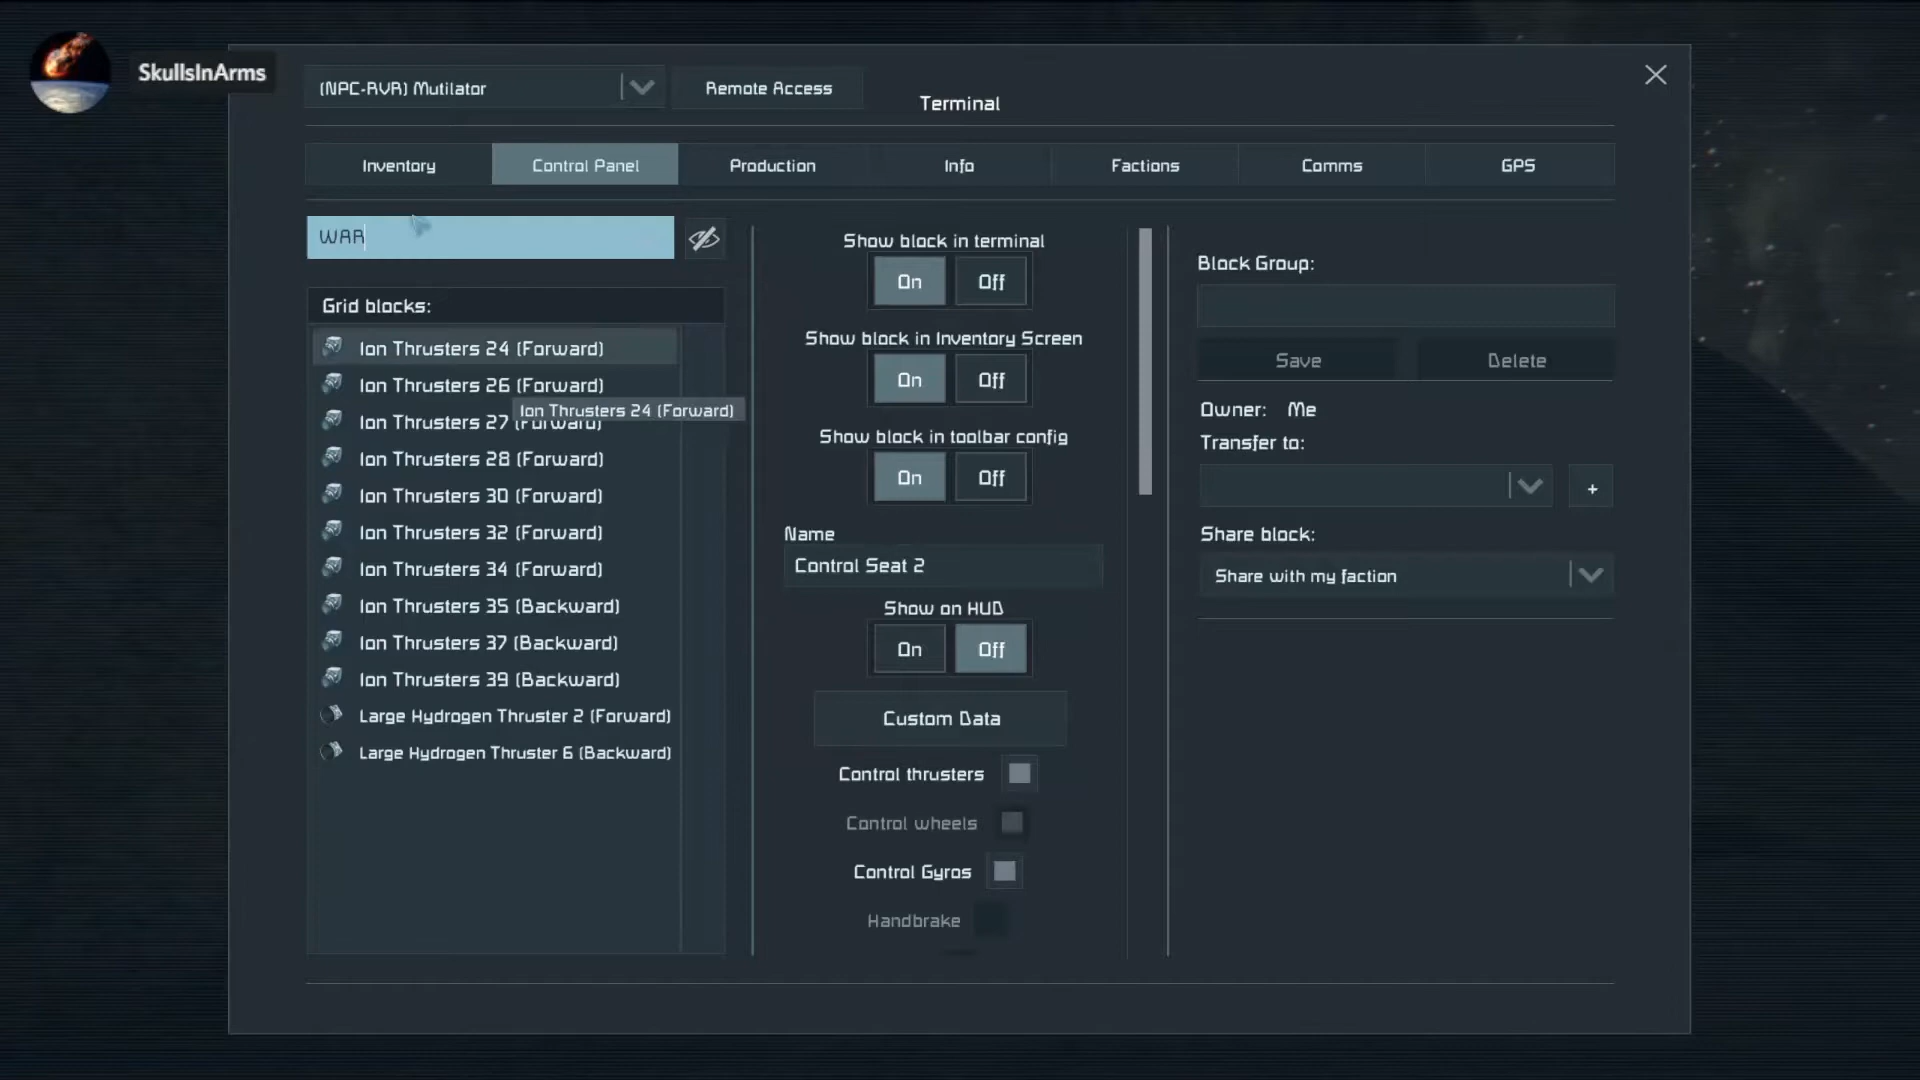 SkullsInArms
(NPC-RVR) Mutilator
Remote Access
Terminal
Inventory
Control Panel
Production
Info
Factions
Comms
GPS
WAR
Grid blocks:
Ion Thrusters 24 (Forward)
Ion Thrusters 26 (Forward)
Ion Thrusters 24 (Forward)
Ion Thrusters 27 (Forward)
Ion Thrusters 28 (Forward)
Ion Thrusters 30 (Forward)
Ion Thrusters 32 (Forward)
Ion Thrusters 34 (Forward)
Ion Thrusters 35 (Backward)
Ion Thrusters 37 (Backward)
Ion Thrusters 39 (Backward)
Large Hydrogen Thruster 2 (Forward)
Large Hydrogen Thruster 6 (Backward)
Show block in terminal
On Off
Show block in Inventory Screen
On Off
Show block in toolbar config
On Off
Name
Control Seat 2
Show on HUD
On Off
Custom Data
Control thrusters
Control wheels
Control Gyros
Handbrake
Block Group:
Save Delete
Owner: Me
Transfer to:
+
Share block:
Share with my faction